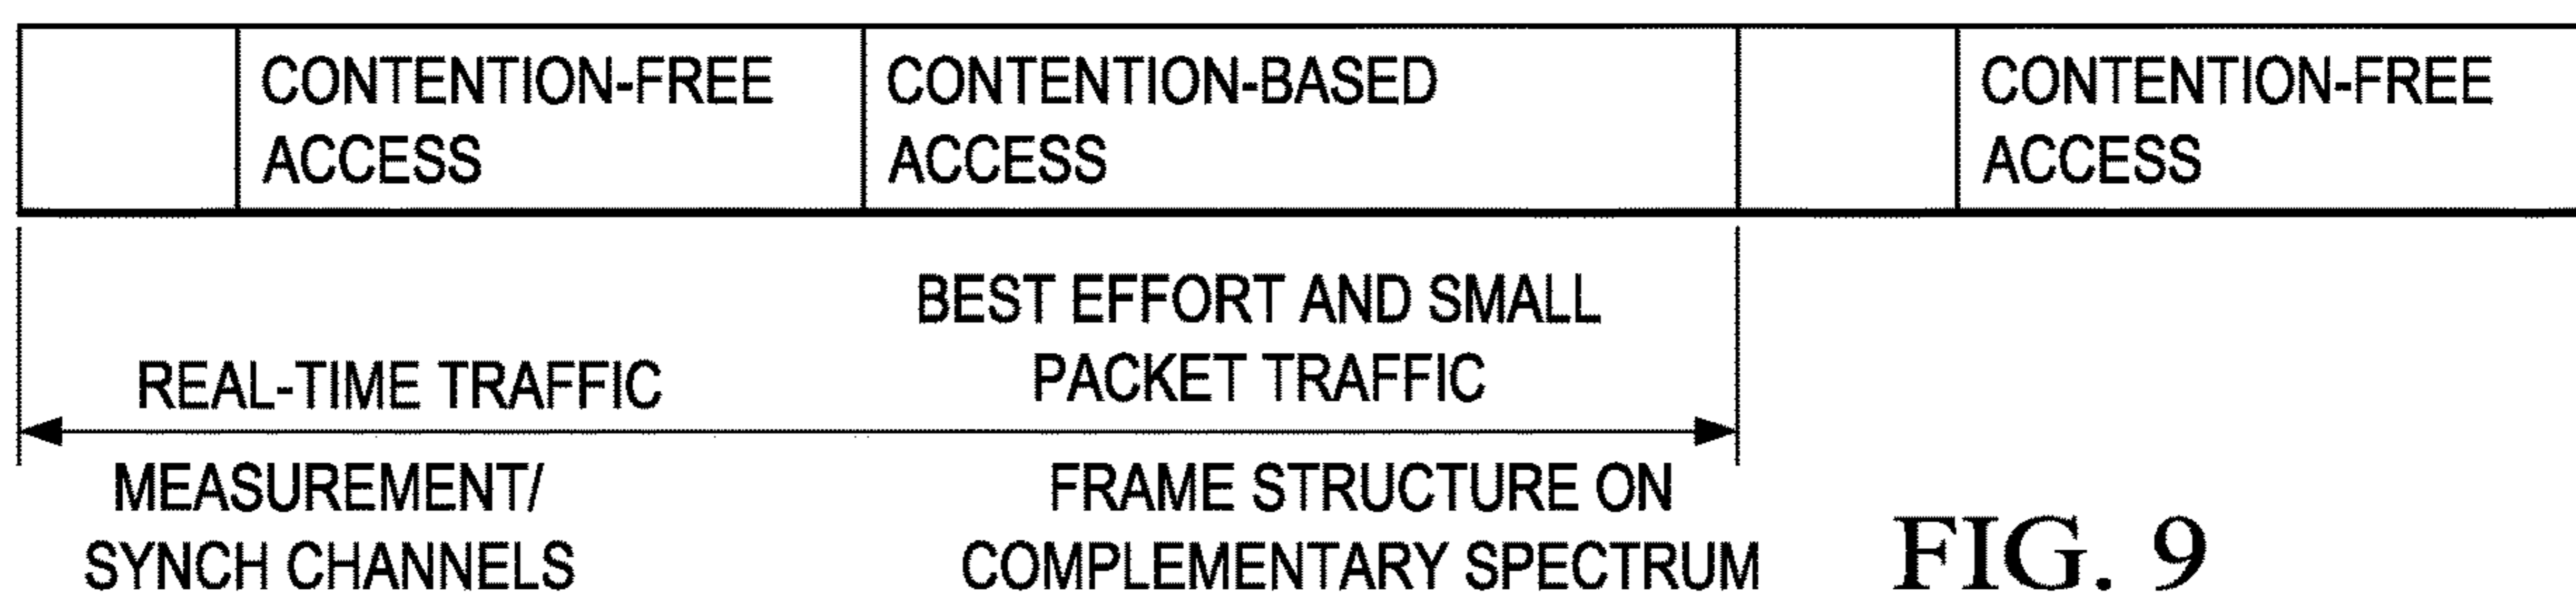 CONTENTION-FREE
ACCESS
CONTENTION-BASED
ACCESS
CONTENTION-FREE
ACCESS
BEST EFFORT AND SMALL
PACKET TRAFFIC
REAL-TIME TRAFFIC
MEASUREMENT/
SYNCH CHANNELS
FRAME STRUCTURE ON
COMPLEMENTARY SPECTRUM
FIG. 9